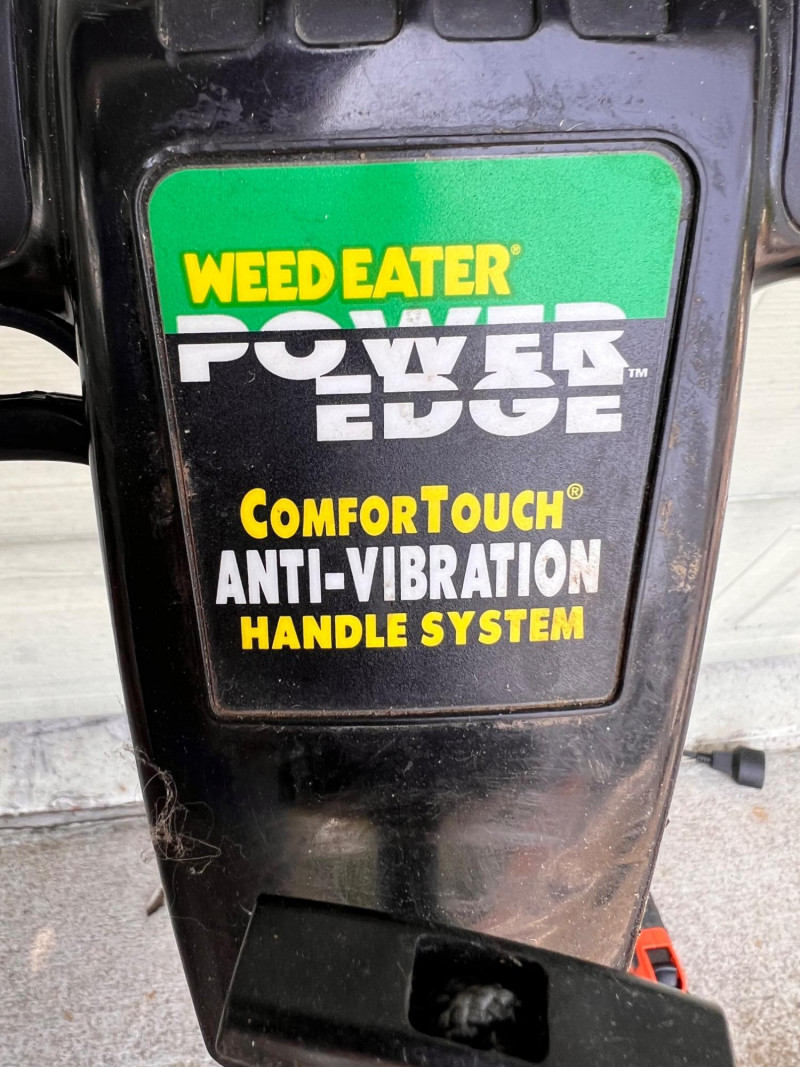 WEED EATER®
POWER
EDGE™
COMFORTOUCH®
ANTI-VIBRATION
HANDLE SYSTEM